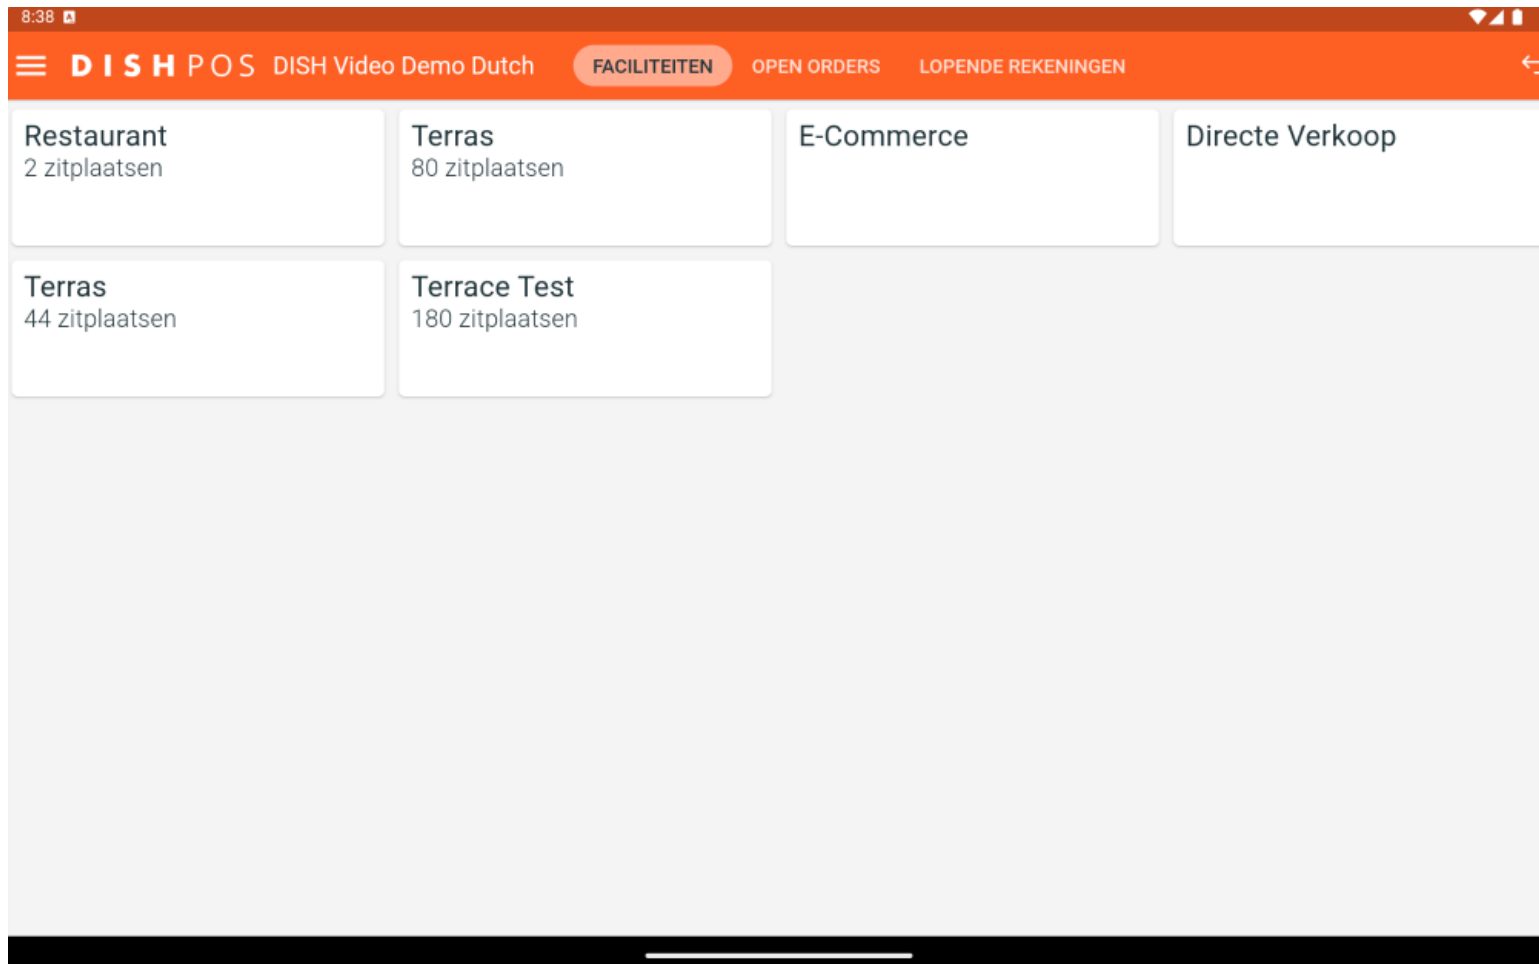 8:38
DISH POS DISH Video Demo Dutch FACILITEITEN OPEN ORDERS LOPENDE REKENINGEN
Restaurant
2 zitplaatsen
Terras
80 zitplaatsen
E-Commerce
Directe Verkoop
Terras
44 zitplaatsen
Terrace Test
180 zitplaatsen